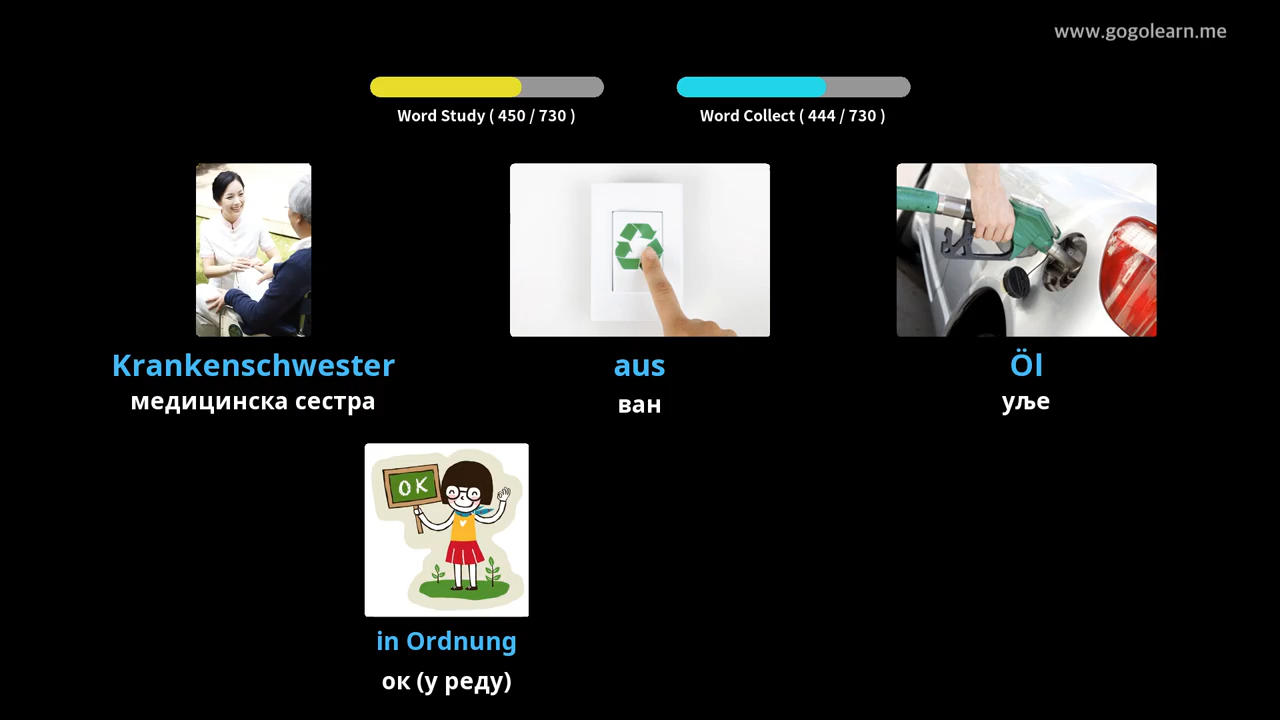 www.gogolearn.me
Word Study ( 450 / 730 )
Word Collect ( 444 / 730 )
Krankenschwester
медицинска сестра
aus
ван
Öl
уље
OK
in Ordnung
ок (у реду)